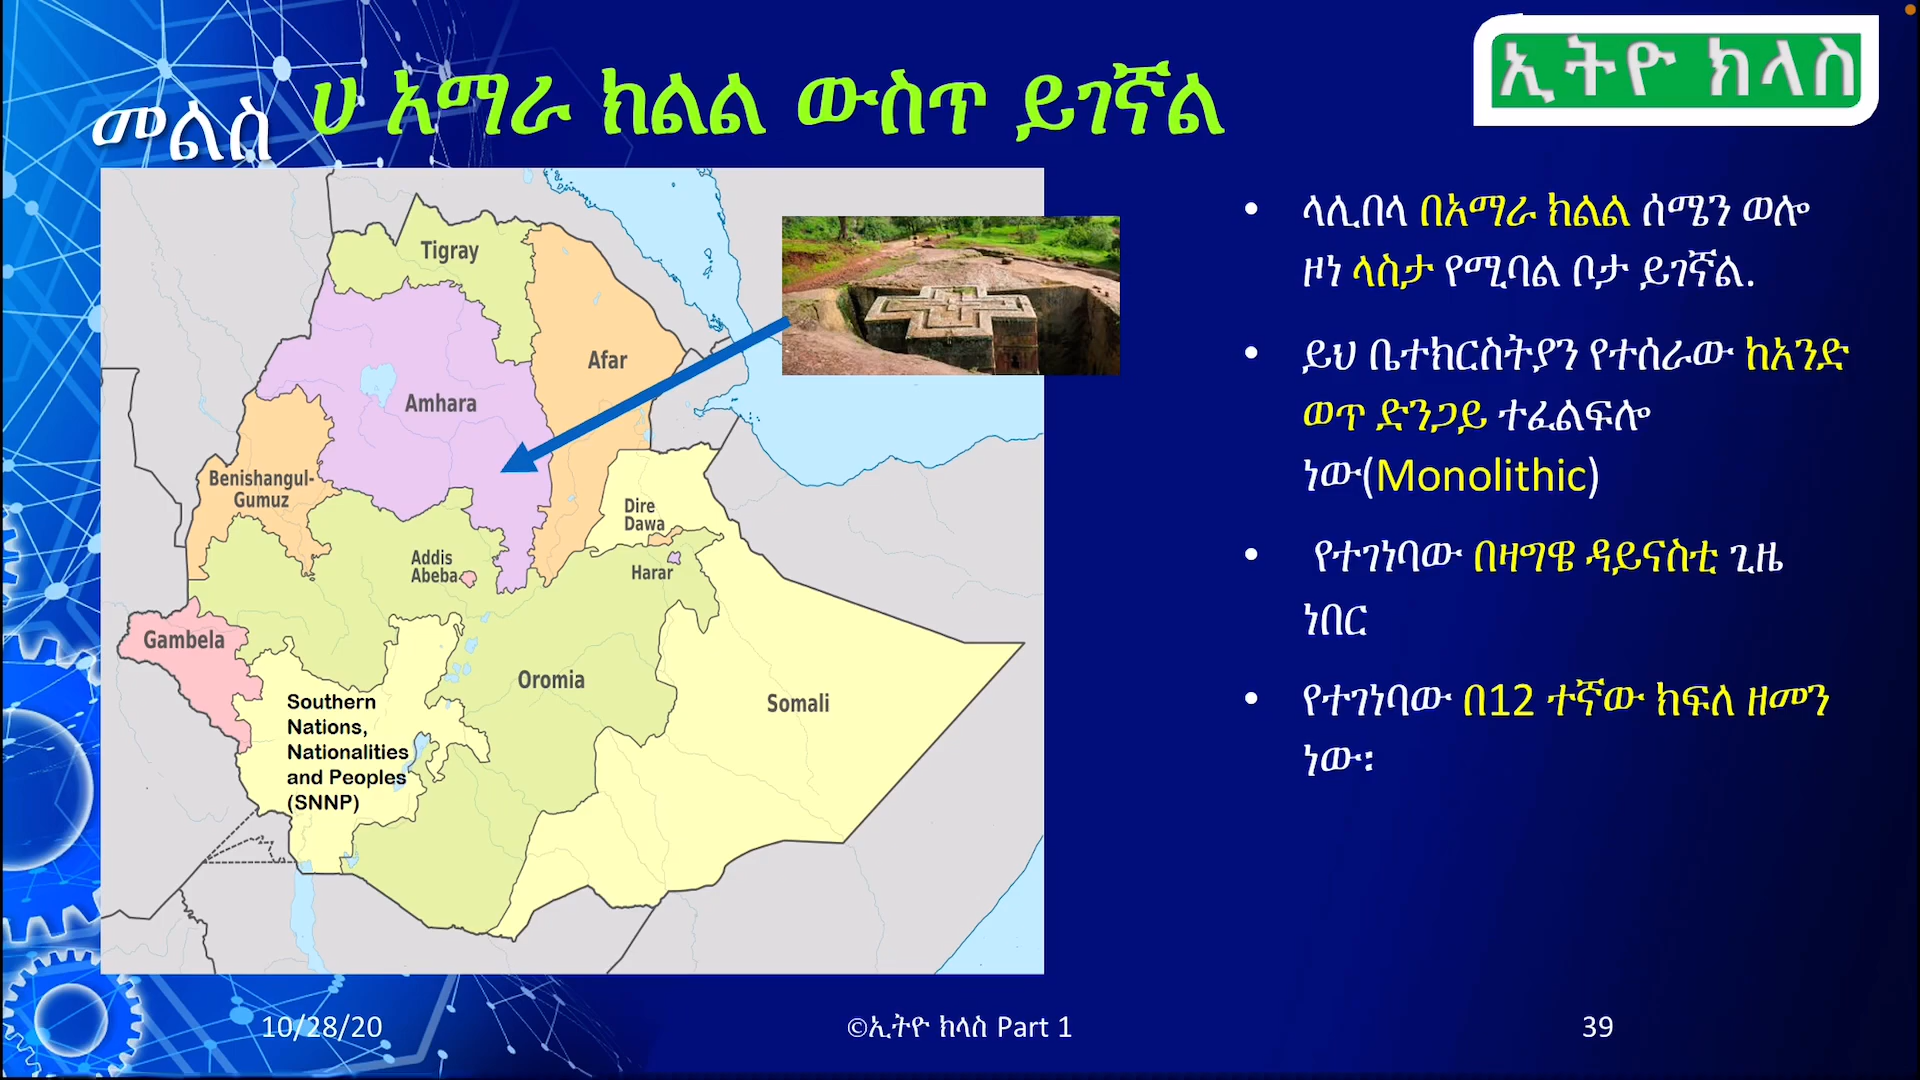 ኢትዮ ክላስ
መልስ ሀ አማራ ክልል ውስጥ ይገኛል
Tigray
Afar
Amhara
Benishangul-
Gumuz
Dire
Dawa
Addis
Abeba
Harar
Gambela
Oromia
Somali
Southern
Nations,
Nationalities
and Peoples
(SNNP)
• ላሊበላ በአማራ ክልል ሰሜን ወሎ
ዞነ ላስታ የሚባል ቦታ ይገኛል.
• ይህ ቤተክርስትያን የተሰራው ከአንድ
ወጥ ድንጋይ ተፈልፍሎ
ነው(Monolithic)
• የተገነባው በዛግዌ ዳይናስቲ ጊዜ
ነበር
• የተገነባው በ12 ተኛው ክፍለ ዘመን
ነው፡
10/28/20
©ኢትዮ ክላስ Part 1
39